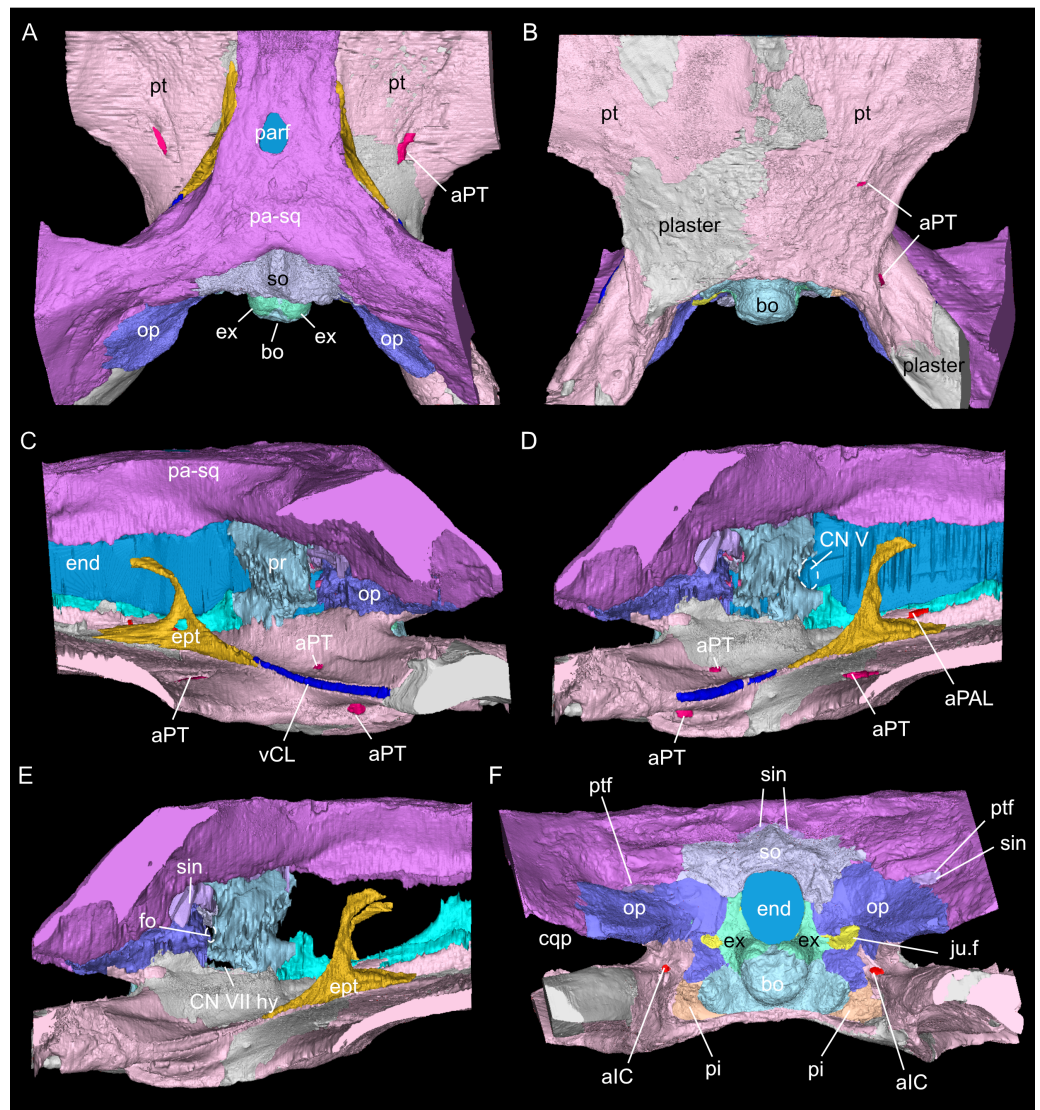 A
pt
pt
parf
aPT
pa-sq
so
op
op
ex
bo
ex
B
pt
pt
plaster
aPT
bo
plaster
C
pa-sq
end
pr
op
ept
aPT
aPT
vCL
aPT
D
CN V
aPT
aPAL
aPT
aPT
E
sin
fo
CN VII hy
ept
F
sin
ptf
ptf
sin
so
op
end
op
cqp
ex
ex
ju.f
bo
aIC
pi
pi
aIC